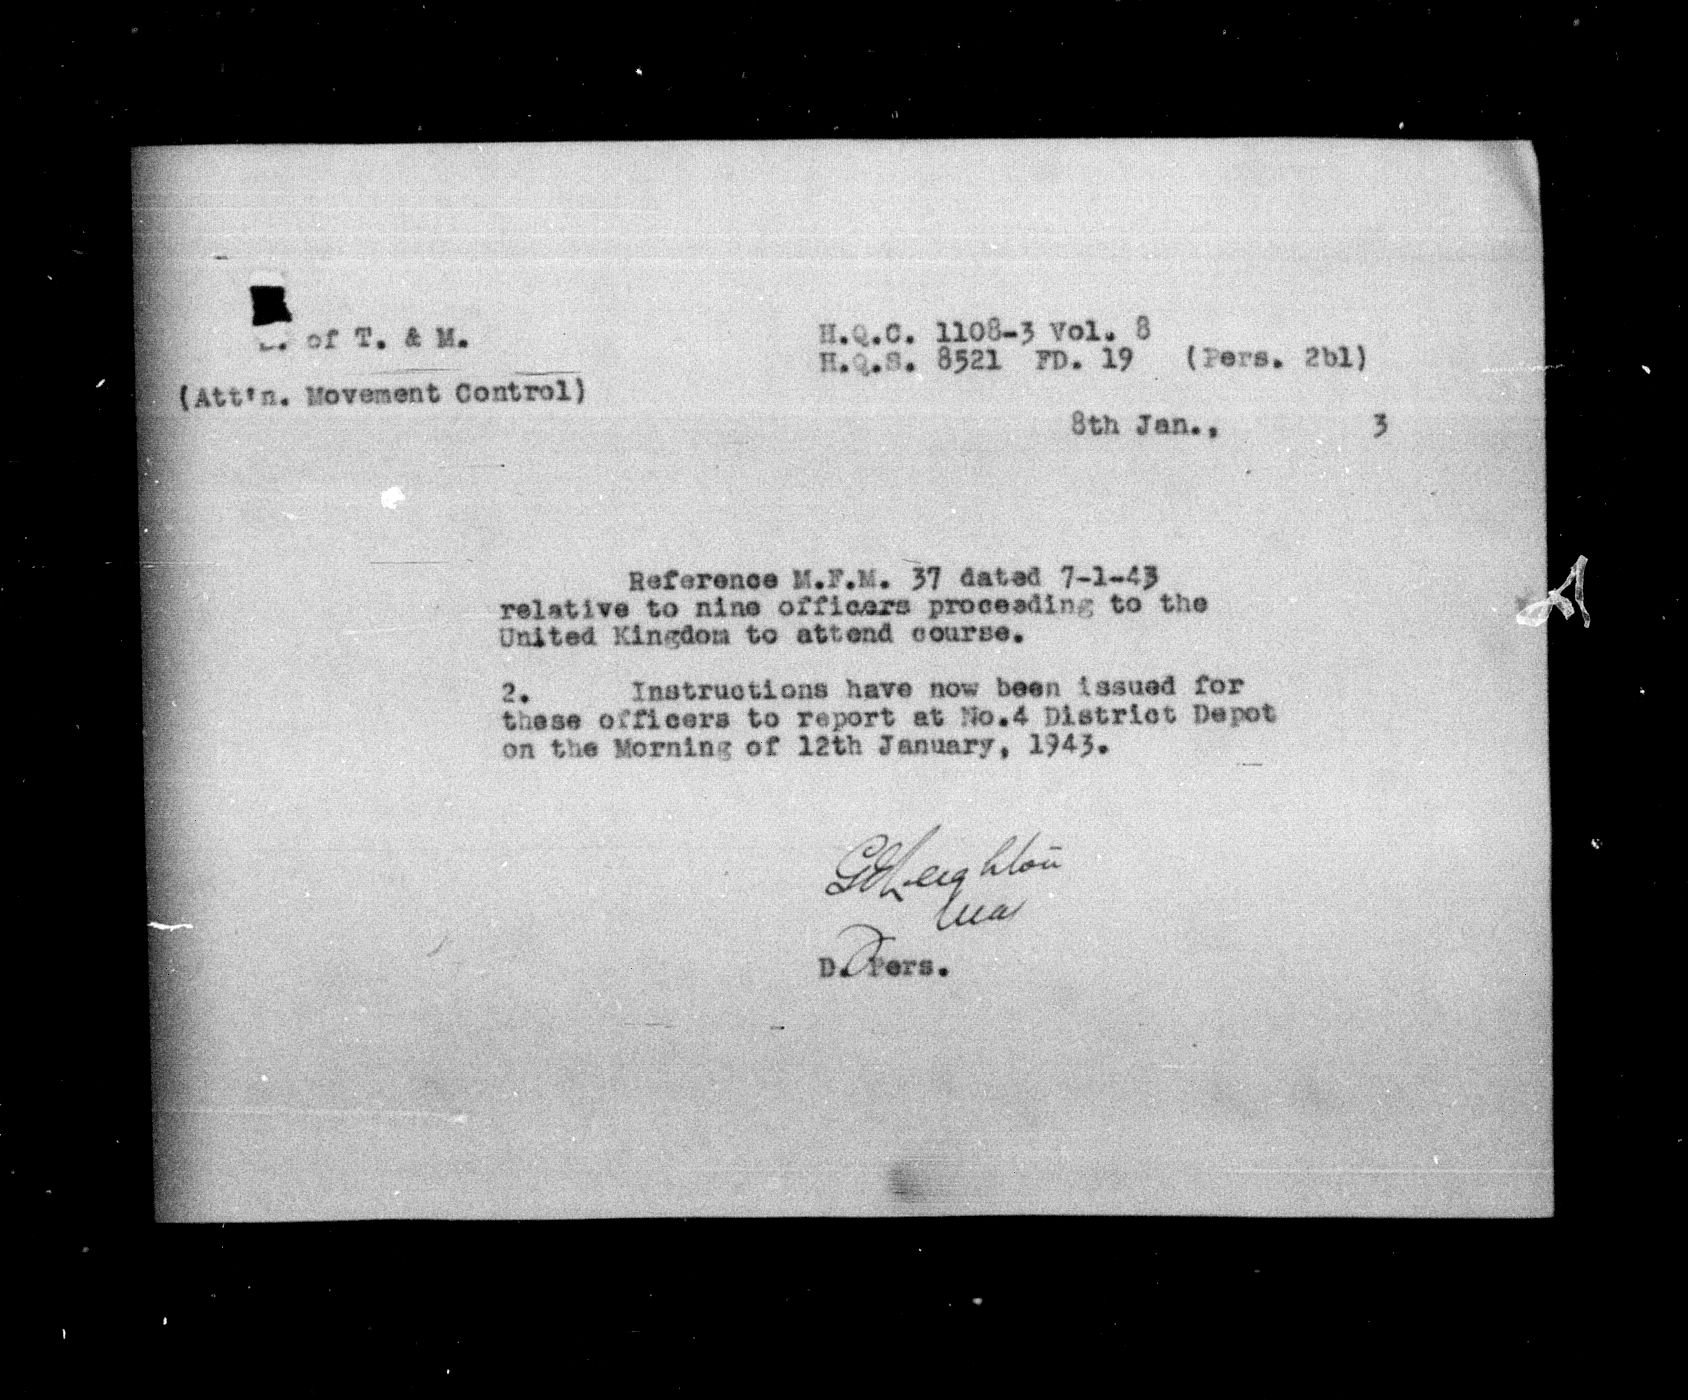 of T. & M.
(Att'n. Movement Control)
H.Q.C. 1108-3 Vol. 8
H.Q.S. 8521 FD. 19 (Pers. 2b1)
8th Jan., 3
Reference M.F.M. 37 dated 7-1-43
relative to nine officers proceeding to the
United Kingdom to attend course.
2. Instructions have now been issued for
these officers to report at No.4 District Depot
on the Morning of 12th January, 1943.
Leighton
D. Pers.